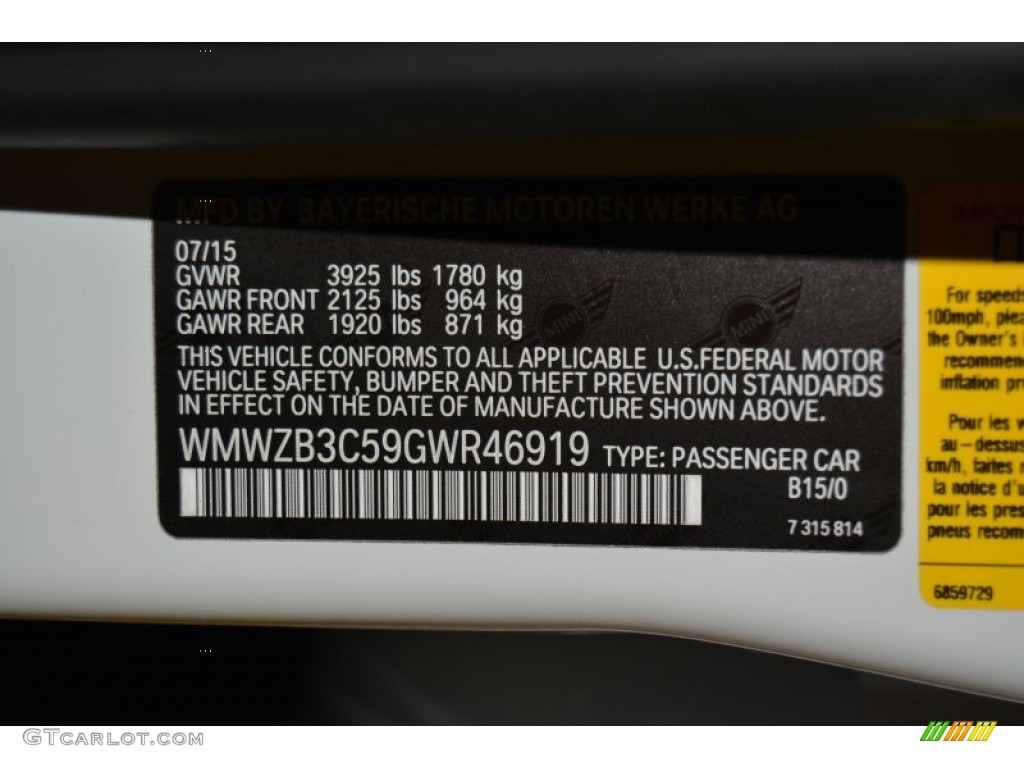 MFD BY BAYERISCHE MOTOREN WERKE AG
07/15
GVWR 3925 lbs 1780 kg
GAWR FRONT 2125 lbs 964 kg
GAWR REAR 1920 lbs 871 kg
MINI MINI
THIS VEHICLE CONFORMS TO ALL APPLICABLE U.S.FEDERAL MOTOR
VEHICLE SAFETY, BUMPER AND THEFT PREVENTION STANDARDS
IN EFFECT ON THE DATE OF MANUFACTURE SHOWN ABOVE.
WMWZB3C59GWR46919 TYPE: PASSENGER CAR
B15/0
7 315 814
For speeds
100mph, plea
the Owner's
recommen
inflation pr
Pour les v
au-dessus
km/h, faites
la notice d'u
pour les pres
pneus recom
6859729
GTCARLOT.COM